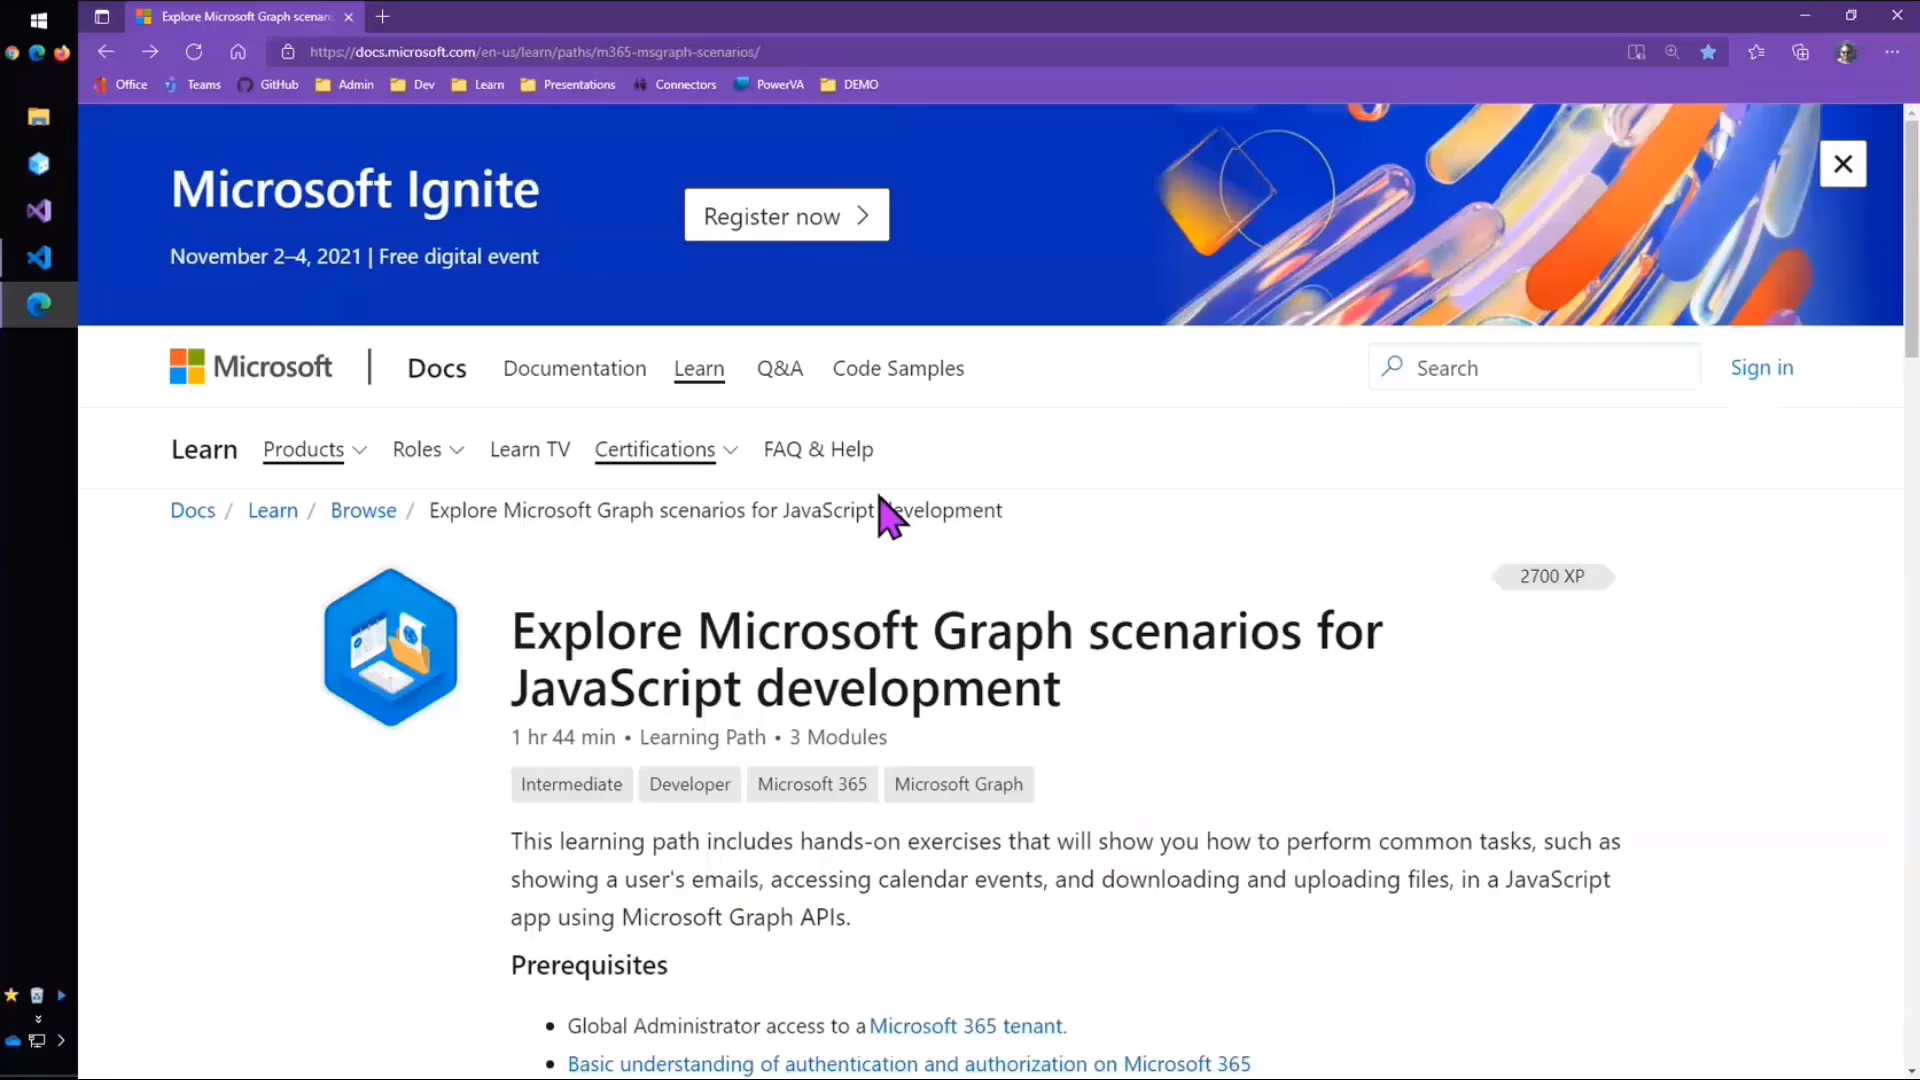 Explore Microsoft Graph scenari
https://docs.microsoft.com/en-us/learn/paths/m365-msgraph-scenarios/
Office Teams GitHub Admin Dev Learn Presentations Connectors PowerVA DEMO
Microsoft Ignite
November 2–4, 2021 | Free digital event
Register now
Microsoft | Docs Documentation Learn Q&A Code Samples Search Sign in
Learn Products Roles Learn TV Certifications FAQ & Help
Docs / Learn / Browse / Explore Microsoft Graph scenarios for JavaScript evelopment
2700 XP
Explore Microsoft Graph scenarios for
JavaScript development
1 hr 44 min • Learning Path • 3 Modules
Intermediate Developer Microsoft 365 Microsoft Graph
This learning path includes hands-on exercises that will show you how to perform common tasks, such as
showing a user's emails, accessing calendar events, and downloading and uploading files, in a JavaScript
app using Microsoft Graph APIs.
Prerequisites
• Global Administrator access to a Microsoft 365 tenant.
• Basic understanding of authentication and authorization on Microsoft 365